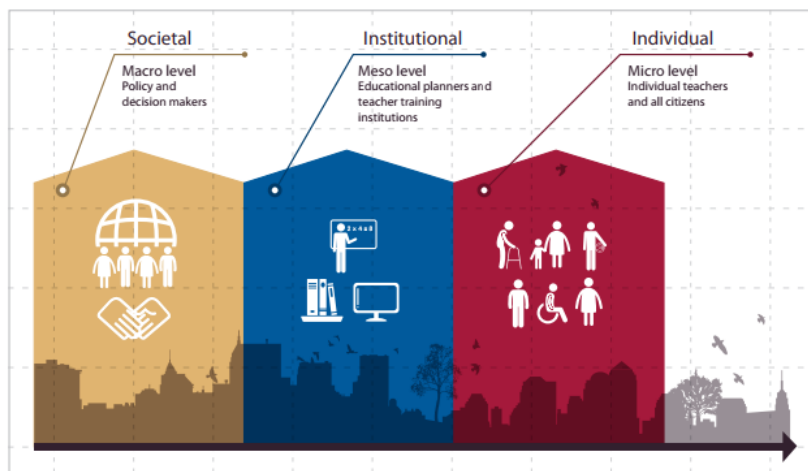 Societal
Macro level
Policy and
decision makers
Institutional
Meso level
Educational planners and
teacher training
institutions
Individual
Micro level
Individual teachers
and all citizens